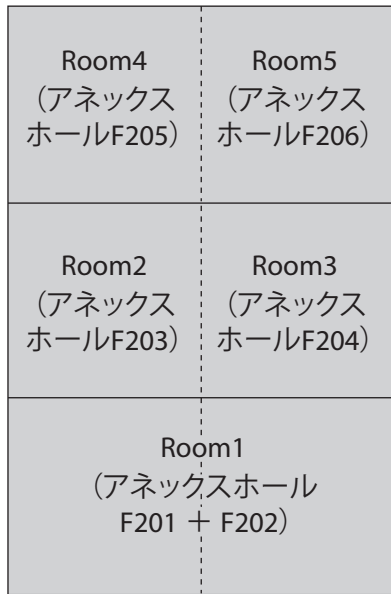 Room4
(アネックス
ホールF205)
Room5
(アネックス
ホールF206)
Room2
(アネックス
ホールF203)
Room3
(アネックス
ホールF204)
Room1
(アネックスホール
F201 + F202)